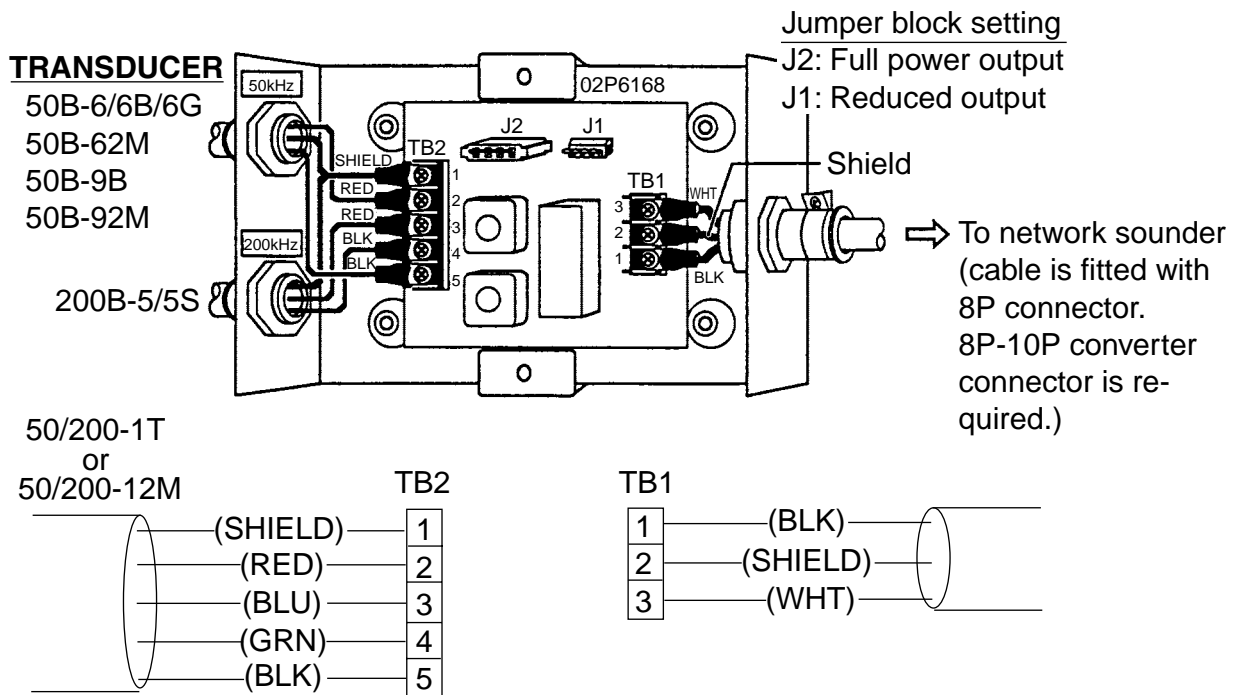 Jumper block setting
J2: Full power output
J1: Reduced output
TRANSDUCER
50B-6/6B/6G
50B-62M
50B-9B
50B-92M
200B-5/5S
50kHz
200kHz
02P6168
J2
J1
TB2
SHIELD
RED
RED
BLK
BLK
1
2
3
4
5
TB1
3
2
1
WHT
BLK
Shield
To network sounder
(cable is fitted with
8P connector.
8P-10P converter
connector is re-
quired.)
50/200-1T
or
50/200-12M
TB2
(SHIELD) 1
(RED) 2
(BLU) 3
(GRN) 4
(BLK) 5
TB1
1 (BLK)
2 (SHIELD)
3 (WHT)